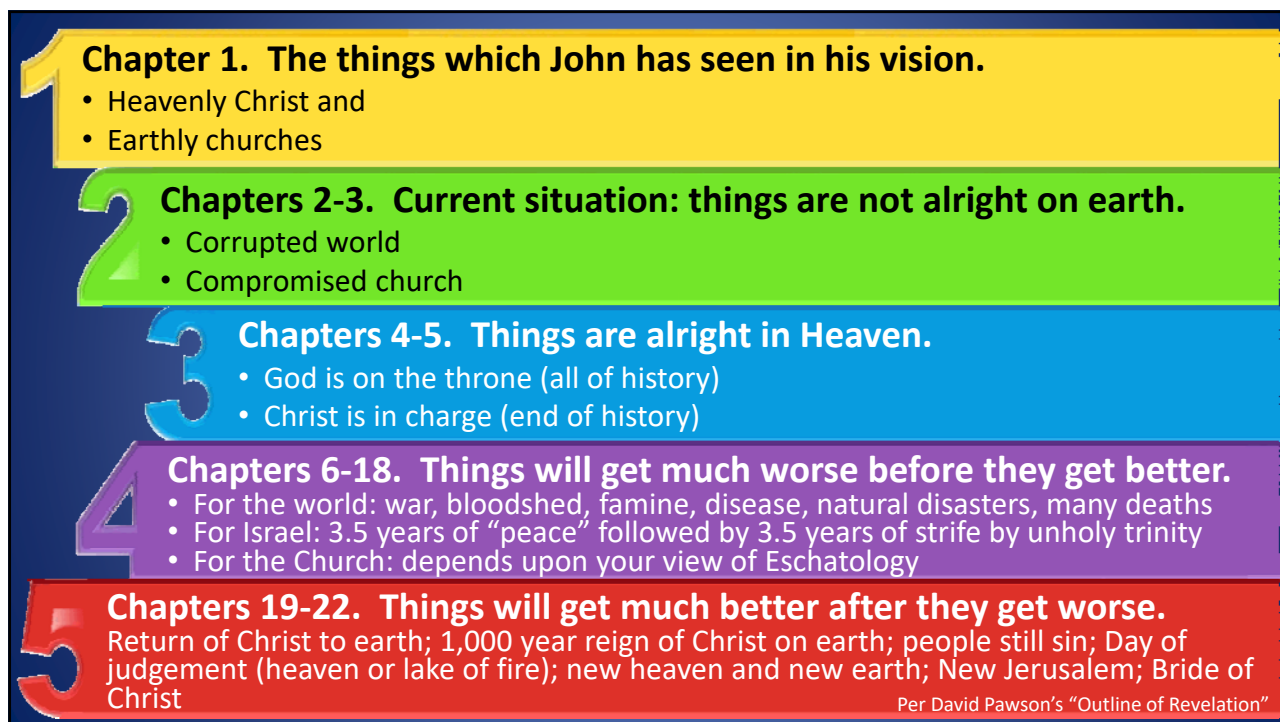 1
Chapter 1.  The things which John has seen in his vision.
• Heavenly Christ and
• Earthly churches
2
Chapters 2-3.  Current situation: things are not alright on earth.
• Corrupted world
• Compromised church
3
Chapters 4-5.  Things are alright in Heaven.
• God is on the throne (all of history)
• Christ is in charge (end of history)
4
Chapters 6-18.  Things will get much worse before they get better.
• For the world: war, bloodshed, famine, disease, natural disasters, many deaths
• For Israel: 3.5 years of “peace” followed by 3.5 years of strife by unholy trinity
• For the Church: depends upon your view of Eschatology
5
Chapters 19-22.  Things will get much better after they get worse.
Return of Christ to earth; 1,000 year reign of Christ on earth; people still sin; Day of
judgement (heaven or lake of fire); new heaven and new earth; New Jerusalem; Bride of
Christ
Per David Pawson’s “Outline of Revelation”